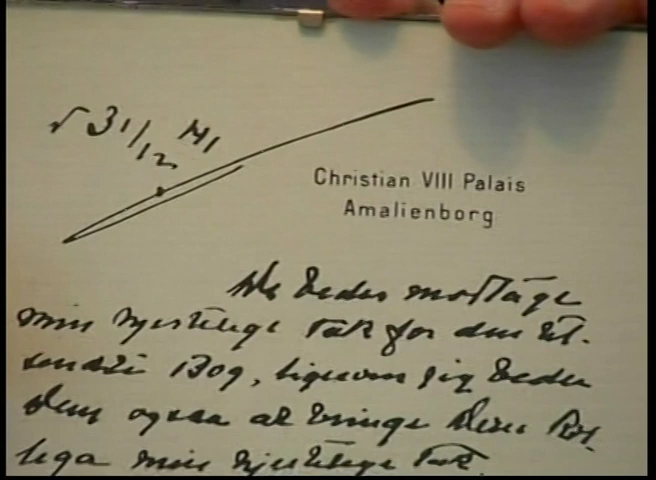 √ 31/12 41
Christian VIII Palais
Amalienborg
De bedes modtage
min hjertelige Tak for den til-
sendte Bog, ligesom jeg beder
Dem ogsaa at bringe Deres Kol-
lega min hjertelige Tak.